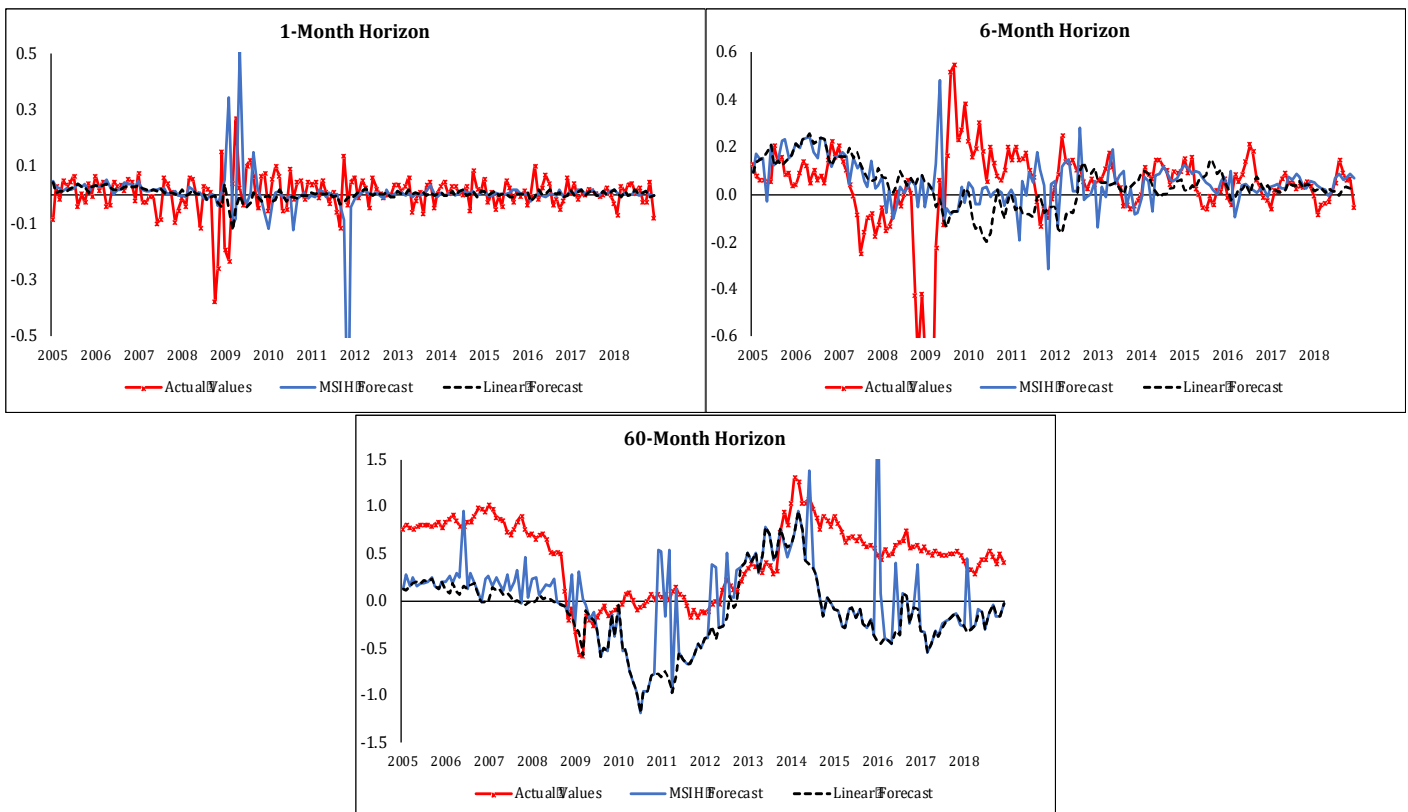 1-Month Horizon
0.5
0.3
0.1
-0.1
-0.3
-0.5
2005 2006 2007 2008 2009 2010 2011 2012 2013 2014 2015 2016 2017 2018
Actual Values MSIH Forecast Linear Forecast
6-Month Horizon
0.6
0.4
0.2
0.0
-0.2
-0.4
-0.6
2005 2006 2007 2008 2009 2010 2011 2012 2013 2014 2015 2016 2017 2018
Actual Values MSIH Forecast Linear Forecast
60-Month Horizon
1.5
1.0
0.5
0.0
-0.5
-1.0
-1.5
2005 2006 2007 2008 2009 2010 2011 2012 2013 2014 2015 2016 2017 2018
Actual Values MSIH Forecast Linear Forecast